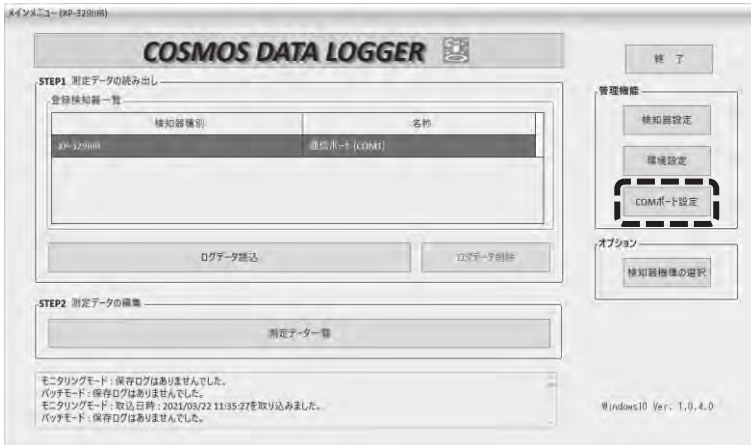 メインメニュー (XP-329IIIR)
COSMOS DATA LOGGER
終 了
STEP1 測定データの読み出し
登録検知器一覧
検知器種別 名称
XP-329IIIR 通信ポート (COM1)
ログデータ読込
ログデータ削除
管理機能
検知器設定
環境設定
COMポート設定
オプション
検知器機種の選択
STEP2 測定データの編集
測定データ一覧
モニタリングモード : 保存ログはありませんでした。
バッチモード : 保存ログはありませんでした。
モニタリングモード : 取込日時 : 2021/03/22 11:35:27を取り込みました。
バッチモード : 保存ログはありませんでした。
Windows10 Ver. 1.0.4.0